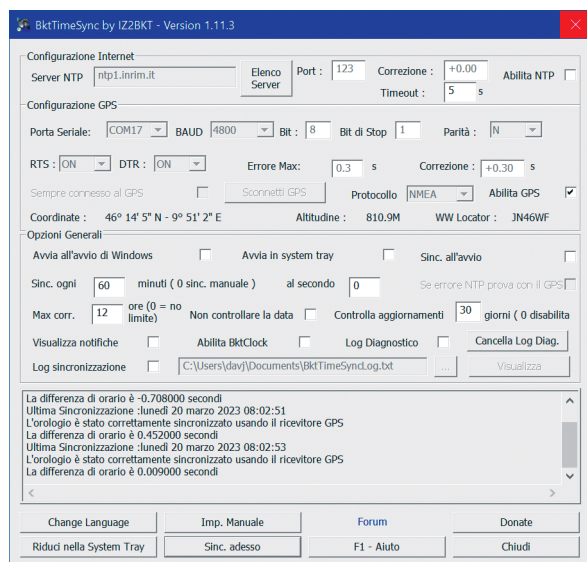 BktTimeSync by IZ2BKT - Version 1.11.3
Configurazione Internet
Server NTP ntp1.inrim.it Elenco Server Port : 123 Correzione : +0.00 Abilita NTP
Timeout : 5 s
Configurazione GPS
Porta Seriale: COM17 BAUD 4800 Bit : 8 Bit di Stop 1 Parità : N
RTS : ON DTR : ON Errore Max: 0.3 s Correzione : +0.30 s
Sempre connesso al GPS Sconnetti GPS Protocollo NMEA Abilita GPS
Coordinate : 46° 14' 5" N - 9° 51' 2" E Altitudine : 810.9M WW Locator : JN46WF
Opzioni Generali
Avvia all'avvio di Windows Avvia in system tray Sinc. all'avvio
Sinc. ogni 60 minuti ( 0 sinc. manuale ) al secondo 0 Se errore NTP prova con il GPS
Max corr. 12 ore (0 = no limite) Non controllare la data Controlla aggiornamenti 30 giorni ( 0 disabilita
Visualizza notifiche Abilita BktClock Log Diagnostico Cancella Log Diag.
Log sincronizzazione C:\Users\davj\Documents\BktTimeSyncLog.txt ... Visualizza
La differenza di orario è -0.708000 secondi
Ultima Sincronizzazione :lunedì 20 marzo 2023 08:02:51
L'orologio è stato correttamente sincronizzato usando il ricevitore GPS
La differenza di orario è 0.452000 secondi
Ultima Sincronizzazione :lunedì 20 marzo 2023 08:02:53
L'orologio è stato correttamente sincronizzato usando il ricevitore GPS
La differenza di orario è 0.009000 secondi
Change Language Imp. Manuale Forum Donate
Riduci nella System Tray Sinc. adesso F1 - Aiuto Chiudi